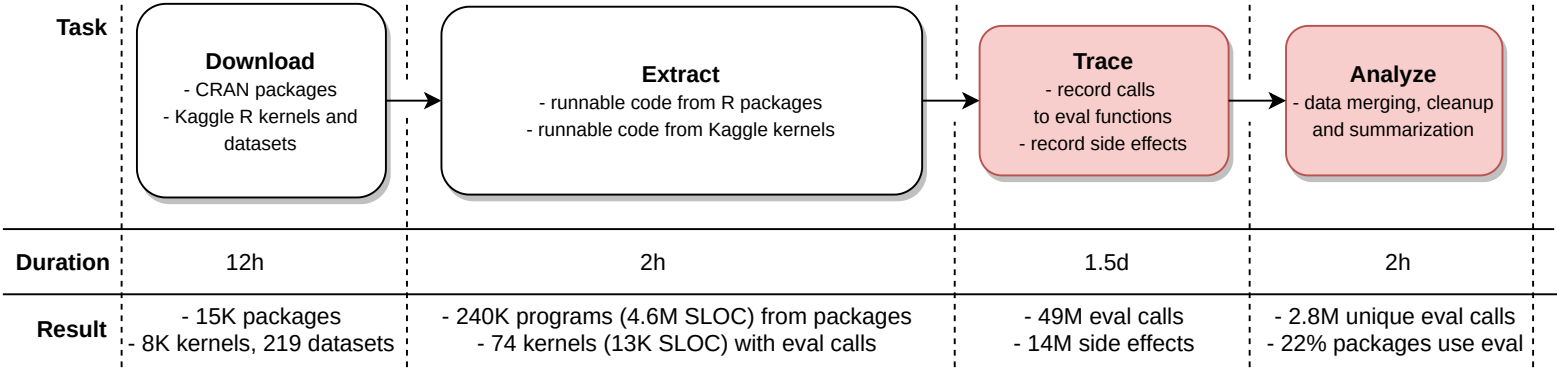 Task
Download
- CRAN packages
- Kaggle R kernels and
datasets
Extract
- runnable code from R packages
- runnable code from Kaggle kernels
Trace
- record calls
to eval functions
- record side effects
Analyze
- data merging, cleanup
and summarization
Duration
12h
2h
1.5d
2h
Result
- 15K packages
- 8K kernels, 219 datasets
- 240K programs (4.6M SLOC) from packages
- 74 kernels (13K SLOC) with eval calls
- 49M eval calls
- 14M side effects
- 2.8M unique eval calls
- 22% packages use eval